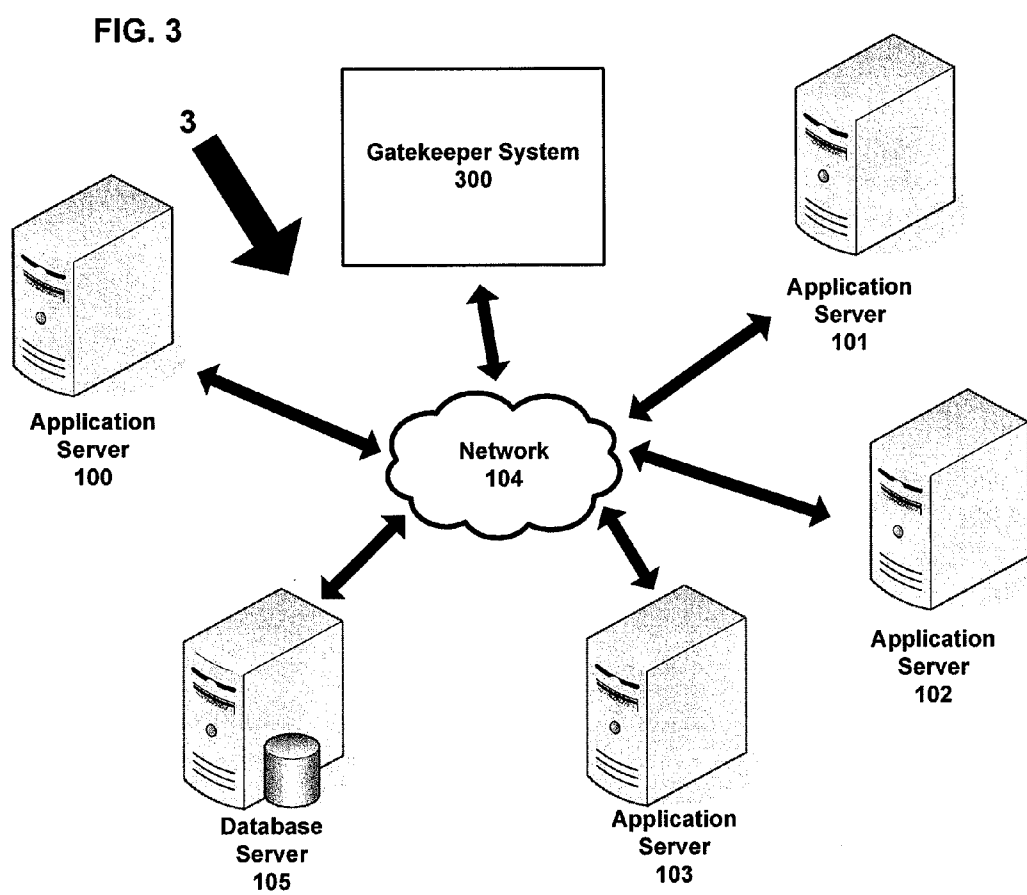 FIG. 3
3
Gatekeeper System
300
Application
Server
101
Application
Server
100
Network
104
Application
Server
102
Database
Server
105
Application
Server
103